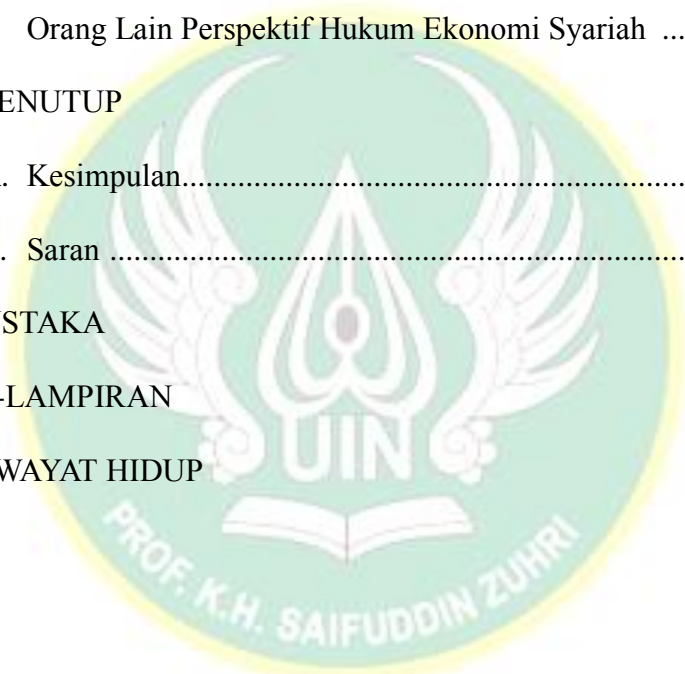 Orang Lain Perspektif Hukum Ekonomi Syariah ...
ENUTUP
. Kesimpulan................................................................
. Saran .........................................................................
STAKA
-LAMPIRAN
WAYAT HIDUP
UIN
PROF. K.H. SAIFUDDIN ZUHRI